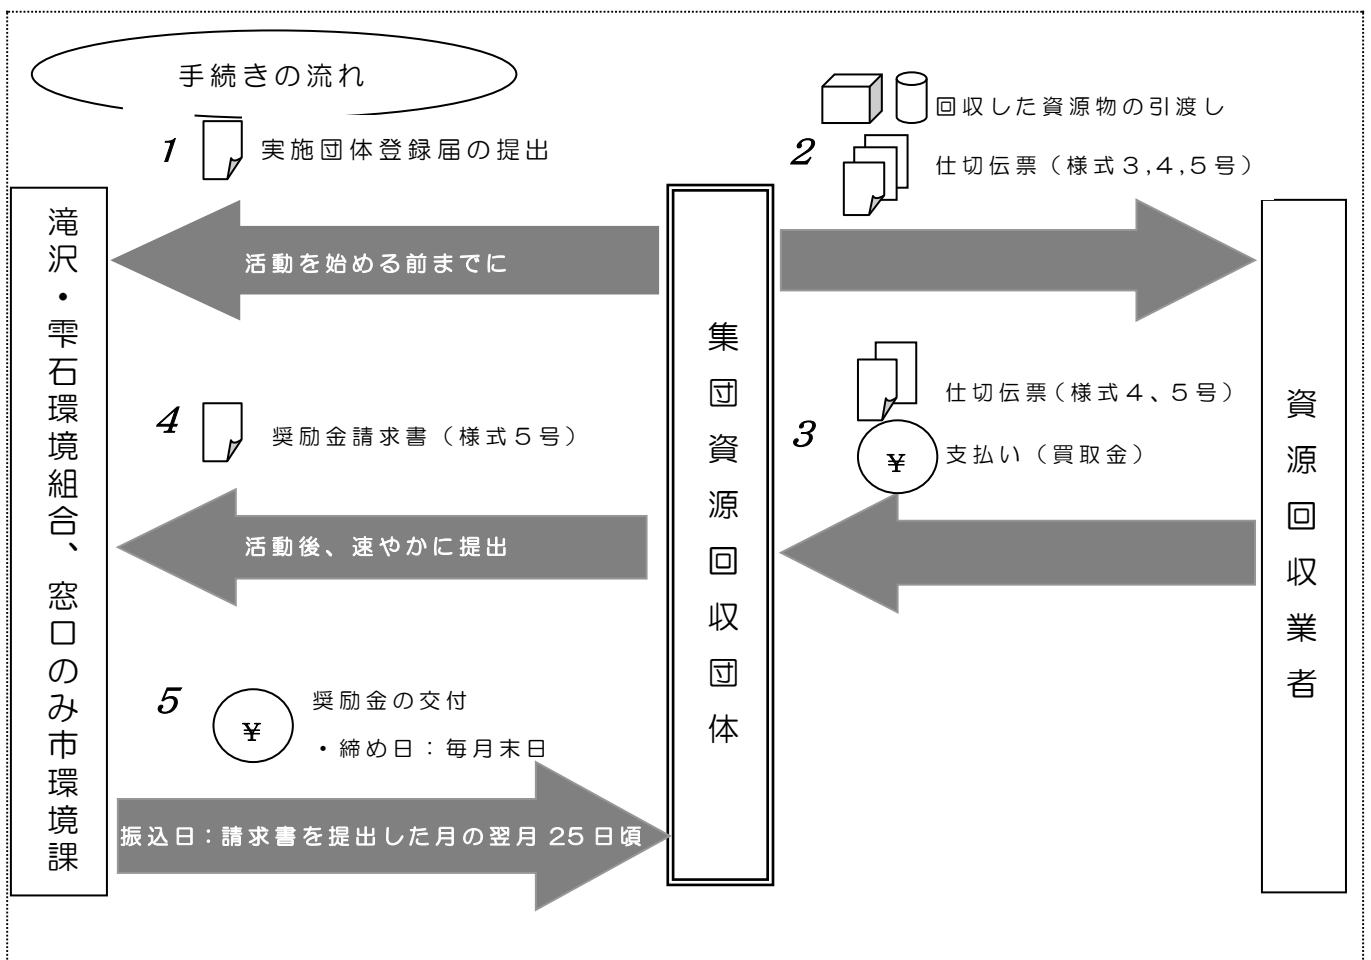 手続きの流れ
1 実施団体登録届の提出
活動を始める前までに
2 回収した資源物の引渡し
仕切伝票（様式３,４,５号）
3 仕切伝票（様式４、５号）
¥ 支払い（買取金）
4 奨励金請求書（様式５号）
活動後、速やかに提出
5 ¥ 奨励金の交付
・締め日：毎月末日
振込日：請求書を提出した月の翌月 25 日頃
滝沢・雫石環境組合、窓口のみ市環境課
集団資源回収団体
資源回収業者